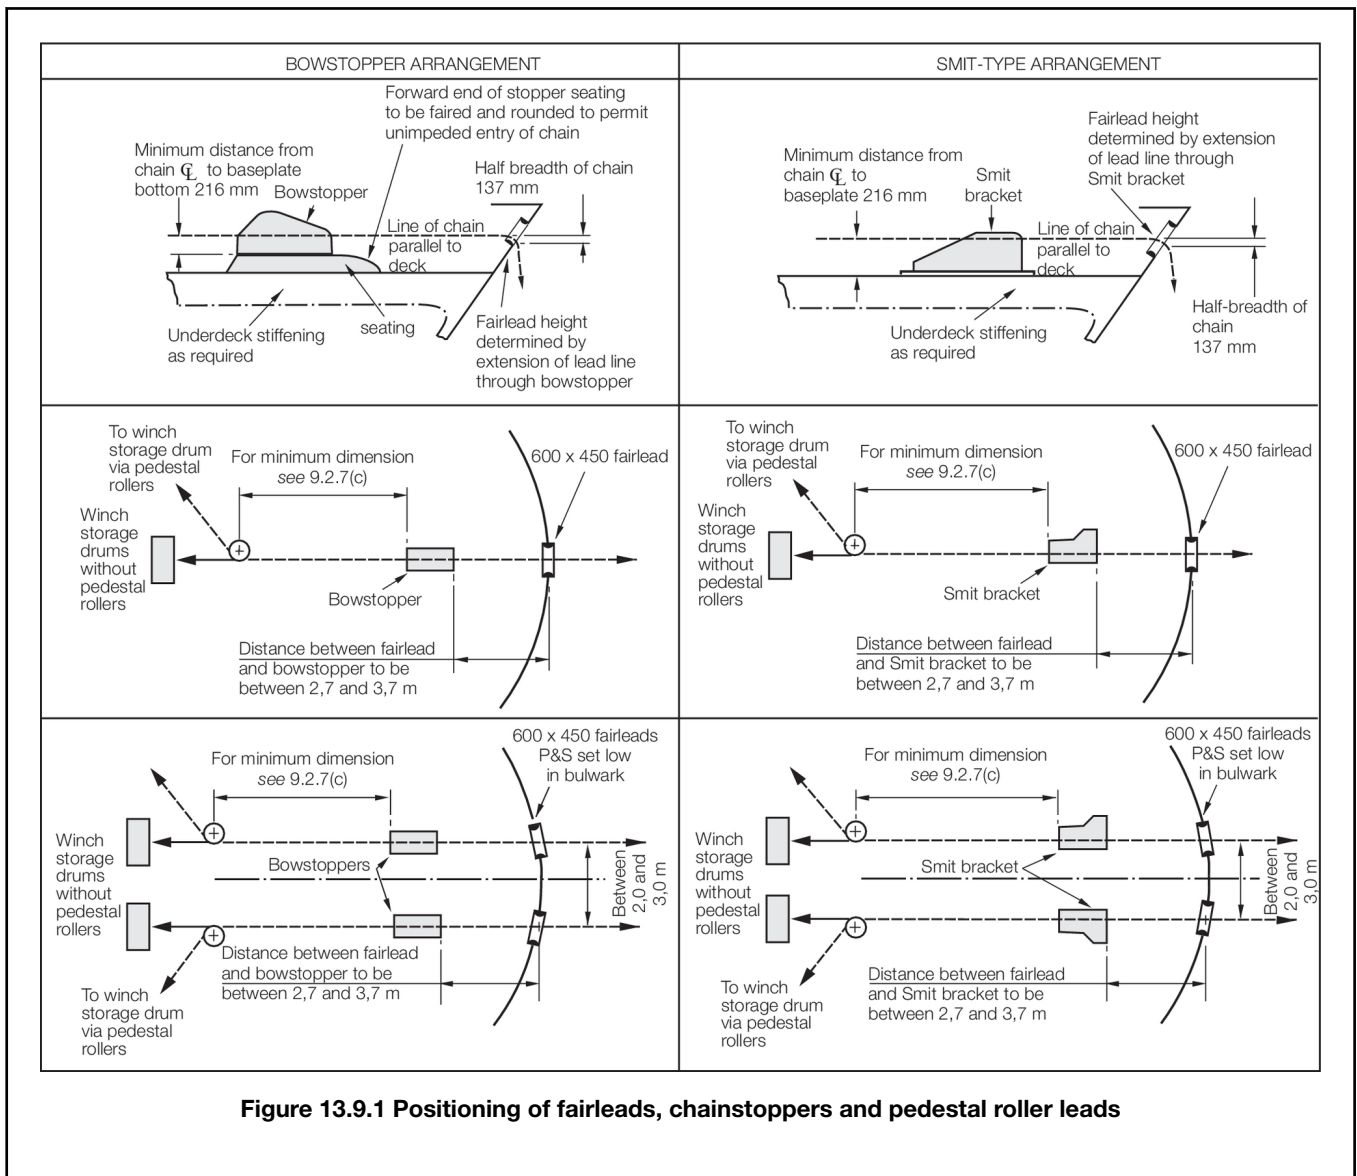 BOWSTOPPER ARRANGEMENT
SMIT-TYPE ARRANGEMENT
Forward end of stopper seating
to be faired and rounded to permit
unimpeded entry of chain
Minimum distance from
chain ℄ to baseplate
bottom 216 mm
Bowstopper
Half breadth of chain
137 mm
Line of chain
parallel to
deck
Underdeck stiffening
as required
seating
Fairlead height
determined by
extension of lead line
through bowstopper
Fairlead height
determined by extension
of lead line through
Smit bracket
Minimum distance from
chain ℄ to
baseplate 216 mm
Smit
bracket
Line of chain
parallel to
deck
Underdeck stiffening
as required
Half-breadth of
chain
137 mm
To winch
storage drum
via pedestal
rollers
For minimum dimension
see 9.2.7(c)
600 x 450 fairlead
Winch
storage
drums
without
pedestal
rollers
Bowstopper
Distance between fairlead
and bowstopper to be
between 2,7 and 3,7 m
To winch
storage drum
via pedestal
rollers
For minimum dimension
see 9.2.7(c)
600 x 450 fairlead
Winch
storage
drums
without
pedestal
rollers
Smit bracket
Distance between fairlead
and Smit bracket to be
between 2,7 and 3,7 m
600 x 450 fairleads
P&S set low
in bulwark
For minimum dimension
see 9.2.7(c)
Winch
storage
drums
without
pedestal
rollers
Bowstoppers
Between
2,0 and
3,0 m
Distance between fairlead
and bowstopper to be
between 2,7 and 3,7 m
To winch
storage drum
via pedestal
rollers
600 x 450 fairleads
P&S set low
in bulwark
For minimum dimension
see 9.2.7(c)
Winch
storage
drums
without
pedestal
rollers
Smit bracket
Between
2,0 and
3,0 m
Distance between fairlead
and Smit bracket to be
between 2,7 and 3,7 m
To winch
storage drum
via pedestal
rollers
Figure 13.9.1 Positioning of fairleads, chainstoppers and pedestal roller leads